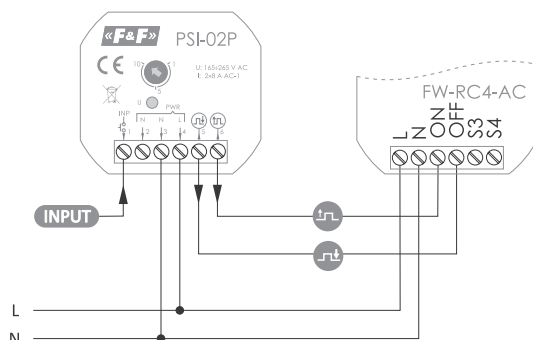 «F&F» PSI-02P
CE
U: 165÷265 V AC
I: 2×8 A AC-1
10 1
5
U
INP. PWR
N N L
1 2 3 4 5 6
FW-RC4-AC
L N ON OFF S3 S4
INPUT
L
N